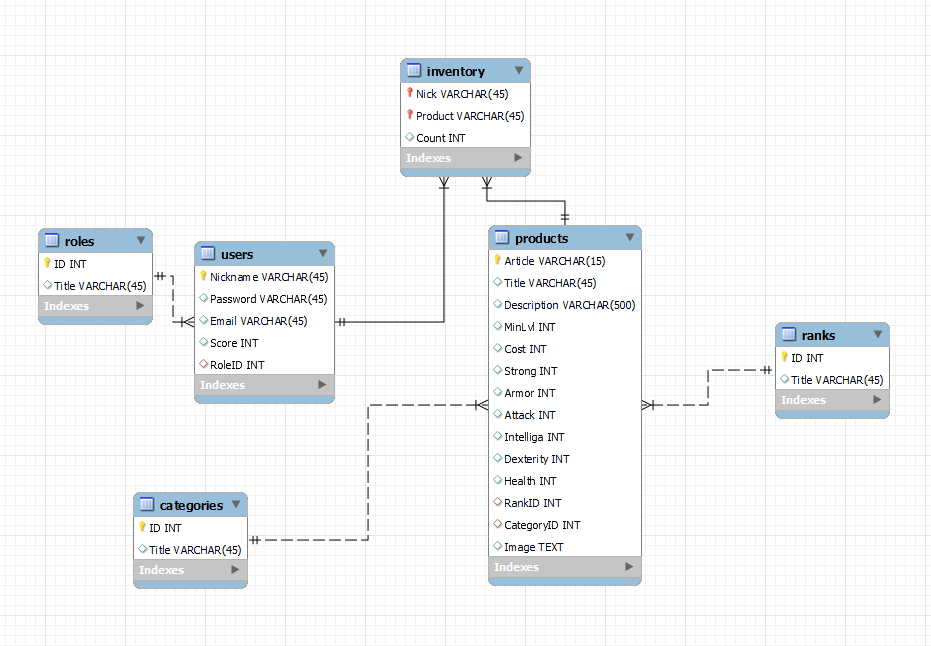 inventory
Nick VARCHAR(45)
Product VARCHAR(45)
Count INT
Indexes
roles
ID INT
Title VARCHAR(45)
Indexes
users
Nickname VARCHAR(45)
Password VARCHAR(45)
Email VARCHAR(45)
Score INT
RoleID INT
Indexes
products
Article VARCHAR(15)
Title VARCHAR(45)
Description VARCHAR(500)
MinLvl INT
Cost INT
Strong INT
Armor INT
Attack INT
Intelliga INT
Dexterity INT
Health INT
RankID INT
CategoryID INT
Image TEXT
Indexes
ranks
ID INT
Title VARCHAR(45)
Indexes
categories
ID INT
Title VARCHAR(45)
Indexes